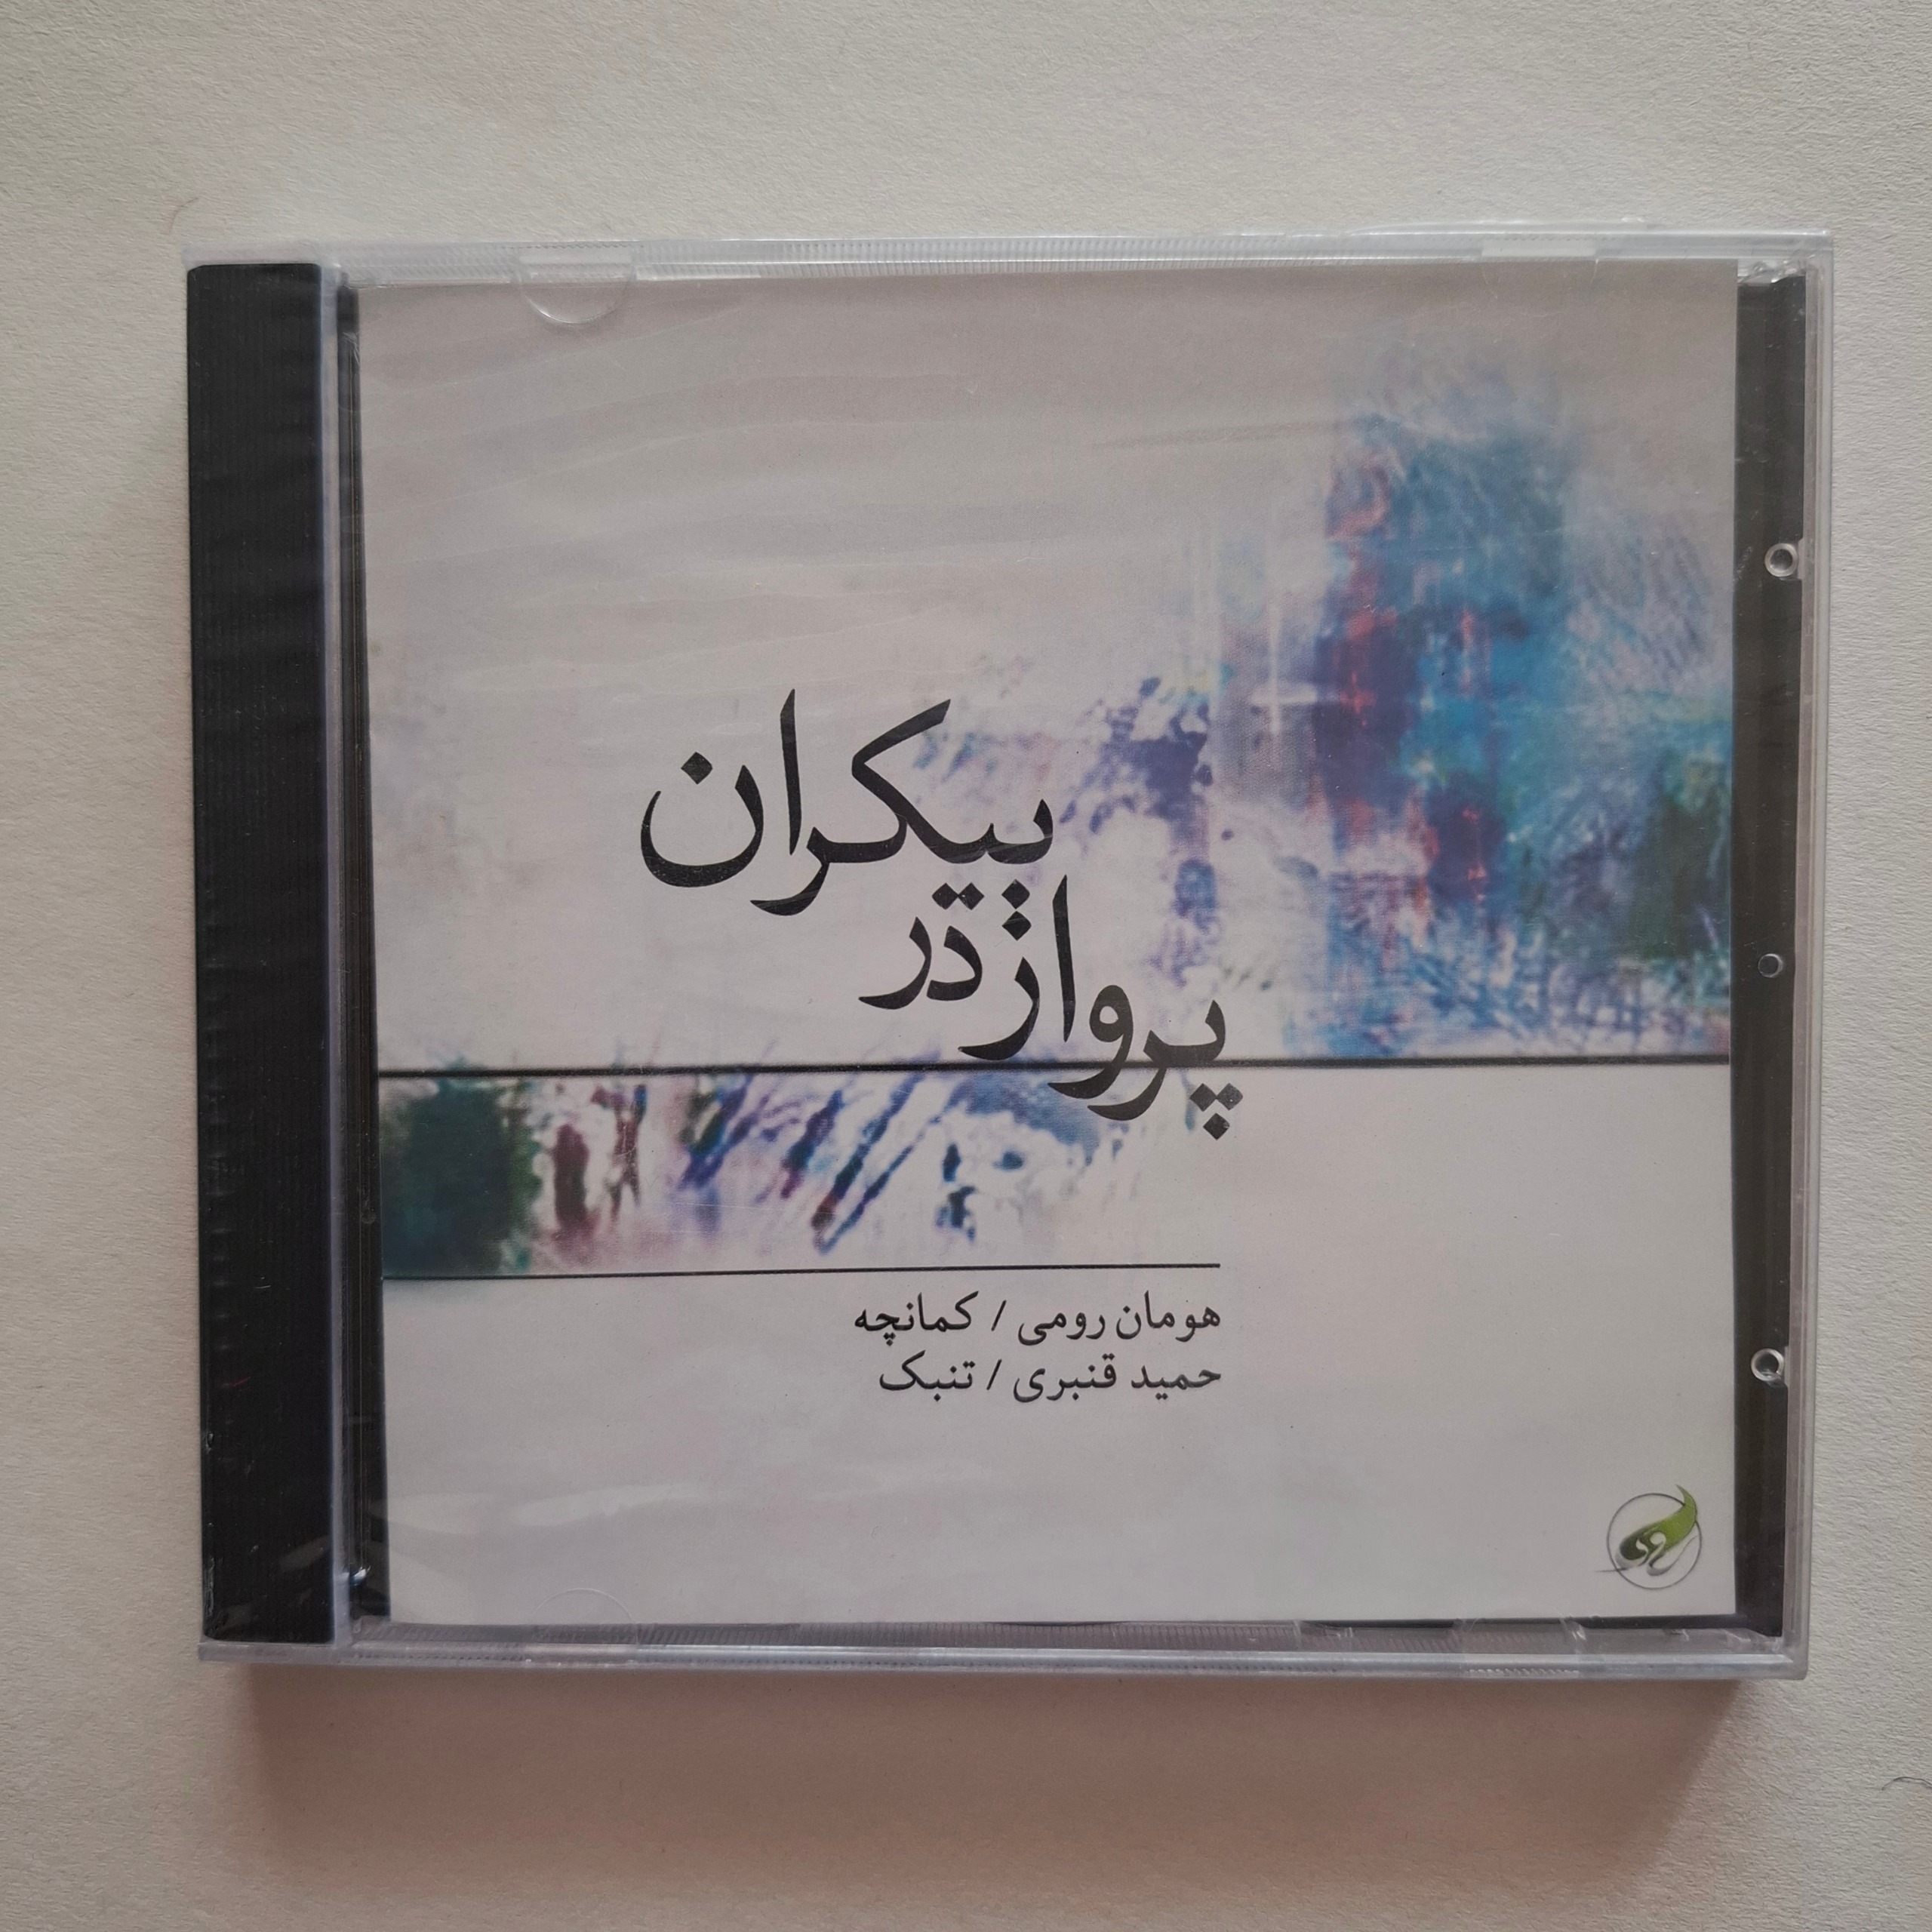 پرواز در
بیکران
هومان رومی / کمانچه
حمید قنبری / تنبک